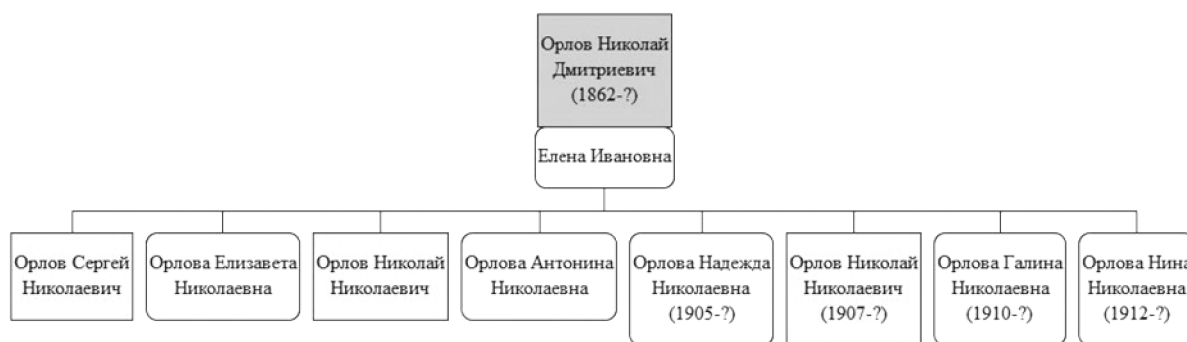 Орлов Николай
Дмитриевич
(1862-?)
Елена Ивановна
Орлов Сергей
Николаевич
Орлова Елизавета
Николаевна
Орлов Николай
Николаевич
Орлова Антонина
Николаевна
Орлова Надежда
Николаевна
(1905-?)
Орлов Николай
Николаевич
(1907-?)
Орлова Галина
Николаевна
(1910-?)
Орлова Нина
Николаевна
(1912-?)